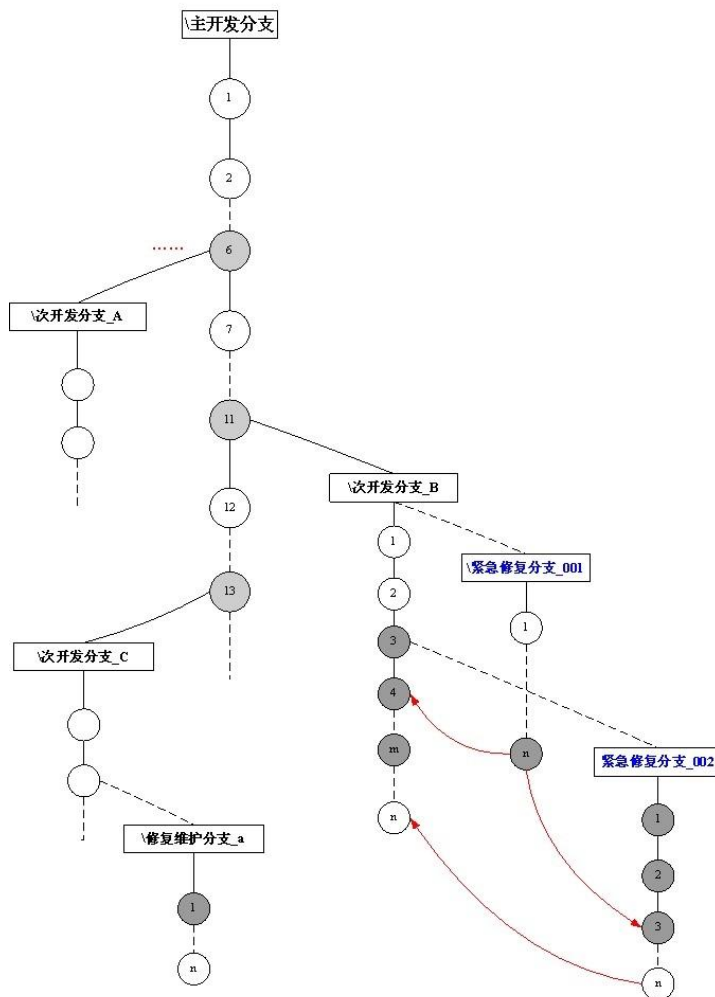 \主开发分支
1
2
……
6
\次开发分支_A
7
11
\次开发分支_B
12
1
\紧急修复分支_001
13
2
1
\次开发分支_C
3
4
m
n
紧急修复分支_002
n
1
\修复维护分支_a
2
1
3
n
n